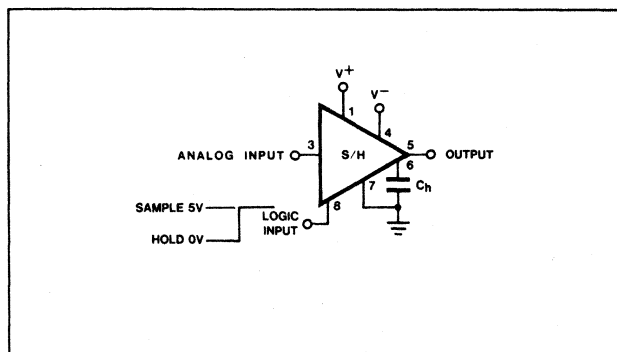 V+
V−
1
4
ANALOG INPUT
3
S/H
5
OUTPUT
6
7
Ch
SAMPLE 5V
8
LOGIC
INPUT
HOLD 0V